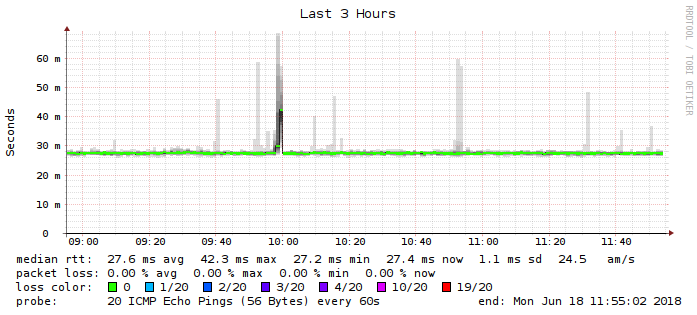 Last 3 Hours
RRDTOOL / TOBI OETIKER
Seconds
60 m
50 m
40 m
30 m
20 m
10 m
0
09:00 09:20 09:40 10:00 10:20 10:40 11:00 11:20 11:40
median rtt: 27.6 ms avg 42.3 ms max 27.2 ms min 27.4 ms now 1.1 ms sd 24.5 am/s
packet loss: 0.00 % avg 0.00 % max 0.00 % min 0.00 % now
loss color: 0 1/20 2/20 3/20 4/20 10/20 19/20
probe: 20 ICMP Echo Pings (56 Bytes) every 60s end: Mon Jun 18 11:55:02 2018